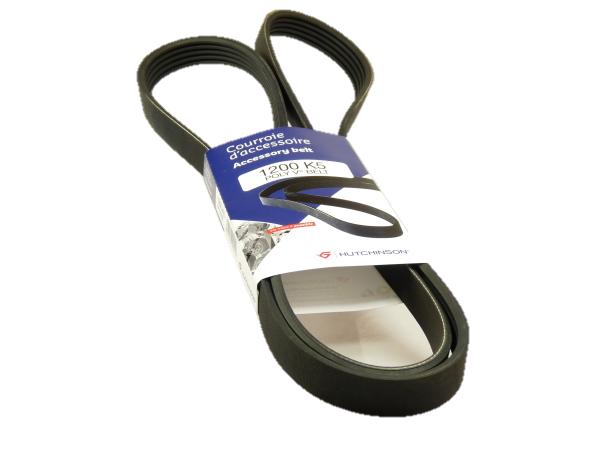 Courroie
d'accessoire
Accessory belt
1200 K5
POLY V® BELT
HUTCHINSON®